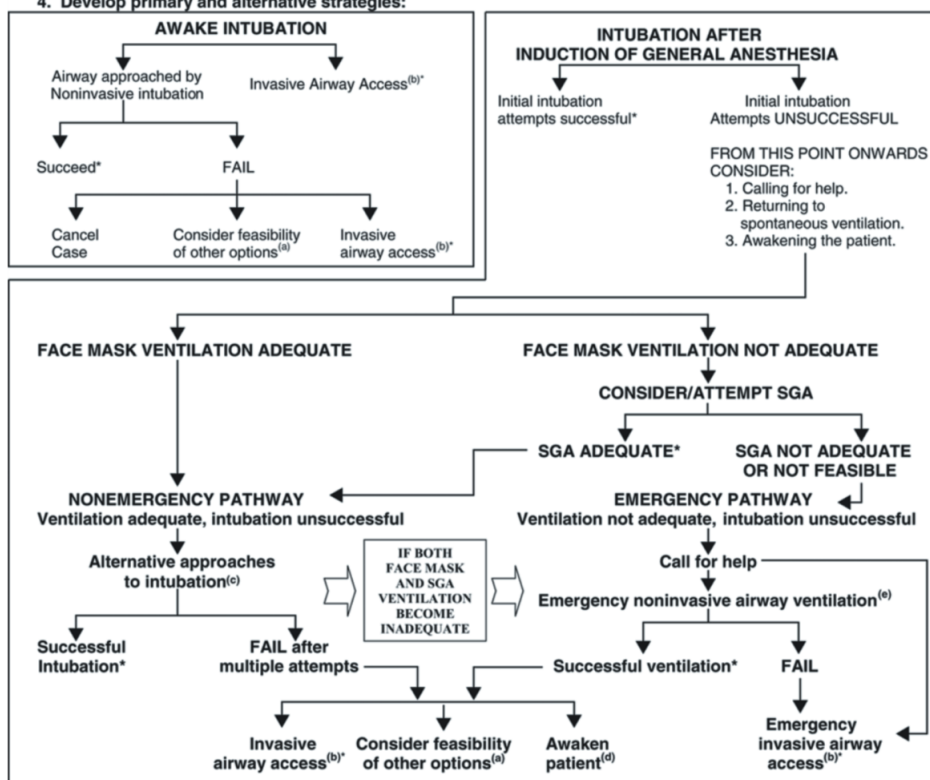 4. Develop primary and alternative strategies:
AWAKE INTUBATION
Airway approached by
Noninvasive intubation
Invasive Airway Access(b)*
Succeed*
FAIL
Cancel
Case
Consider feasibility
of other options(a)
Invasive
airway access(b)*
INTUBATION AFTER
INDUCTION OF GENERAL ANESTHESIA
Initial intubation
attempts successful*
Initial intubation
Attempts UNSUCCESSFUL
FROM THIS POINT ONWARDS
CONSIDER:
1. Calling for help.
2. Returning to
spontaneous ventilation.
3. Awakening the patient.
FACE MASK VENTILATION ADEQUATE
FACE MASK VENTILATION NOT ADEQUATE
CONSIDER/ATTEMPT SGA
SGA ADEQUATE*
SGA NOT ADEQUATE
OR NOT FEASIBLE
NONEMERGENCY PATHWAY
Ventilation adequate, intubation unsuccessful
EMERGENCY PATHWAY
Ventilation not adequate, intubation unsuccessful
Alternative approaches
to intubation(c)
IF BOTH
FACE MASK
AND SGA
VENTILATION
BECOME
INADEQUATE
Call for help
Emergency noninvasive airway ventilation(e)
Successful
Intubation*
FAIL after
multiple attempts
Successful ventilation*
FAIL
Invasive
airway access(b)*
Consider feasibility
of other options(a)
Awaken
patient(d)
Emergency
invasive airway
access(b)*